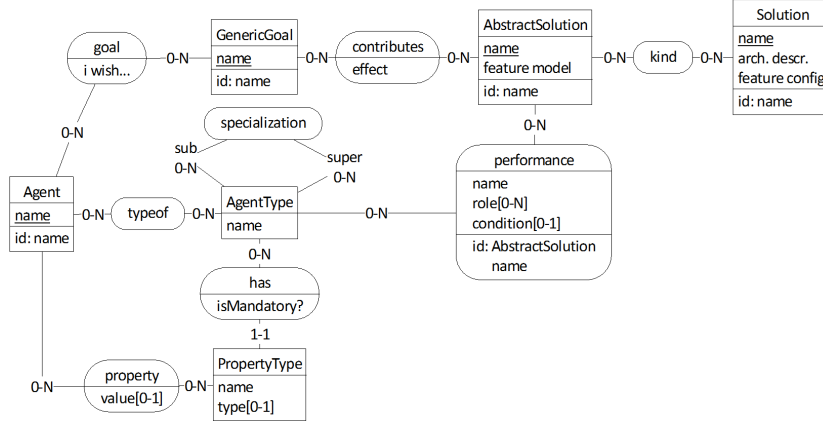 goal
i wish...
0-N
GenericGoal
name
id: name
0-N
contributes
effect
0-N
AbstractSolution
name
feature model
id: name
0-N
kind
0-N
Solution
name
arch. descr.
feature config
id: name
0-N
specialization
sub
0-N
super
0-N
0-N
performance
name
role[0-N]
condition[0-1]
id: AbstractSolution
name
Agent
name
id: name
0-N
typeof
0-N
AgentType
name
0-N
0-N
has
isMandatory?
1-1
0-N
property
value[0-1]
0-N
PropertyType
name
type[0-1]